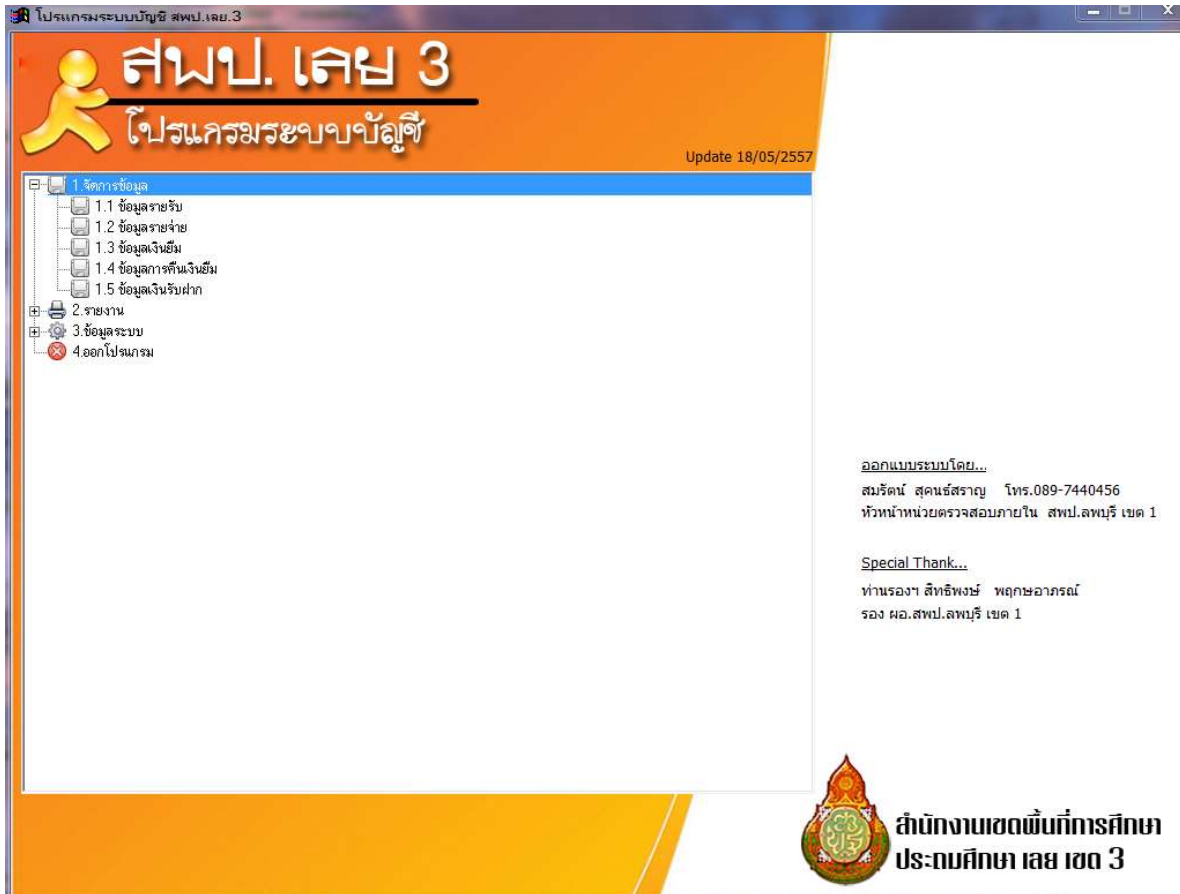 โปรแกรมระบบบัญชี สพป.เลย.3
สพป. เลย 3
โปรแกรมระบบบัญชี
Update 18/05/2557
1.จัดการข้อมูล
1.1 ข้อมูลรายรับ
1.2 ข้อมูลรายจ่าย
1.3 ข้อมูลเงินยืม
1.4 ข้อมูลการคืนเงินยืม
1.5 ข้อมูลเงินรับฝาก
2.รายงาน
3.ข้อมูลระบบ
4.ออกโปรแกรม
ออกแบบระบบโดย...
สมรัตน์ สุคนธ์สราญ โทร.089-7440456
หัวหน้าหน่วยตรวจสอบภายใน สพป.ลพบุรี เขต 1
Special Thank...
ท่านรองฯ สิทธิพงษ์ พฤกษอาภรณ์
รอง ผอ.สพป.ลพบุรี เขต 1
สำนักงานเขตพื้นที่การศึกษา
ประถมศึกษา เลย เขต 3